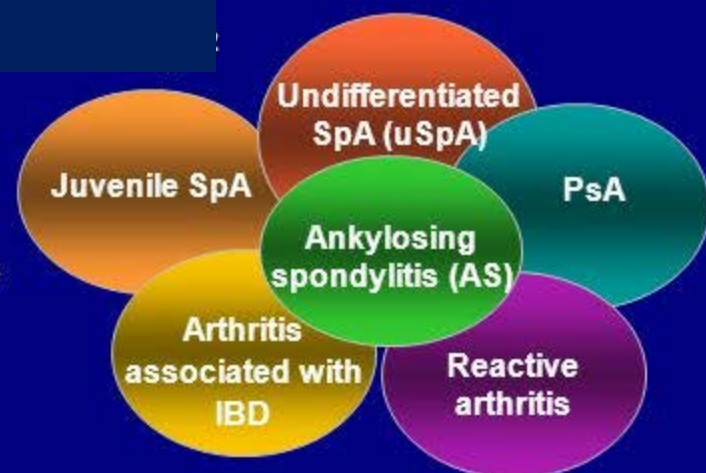 Undifferentiated
SpA (uSpA)
Juvenile SpA
PsA
Ankylosing
spondylitis (AS)
Arthritis
associated with
IBD
Reactive
arthritis